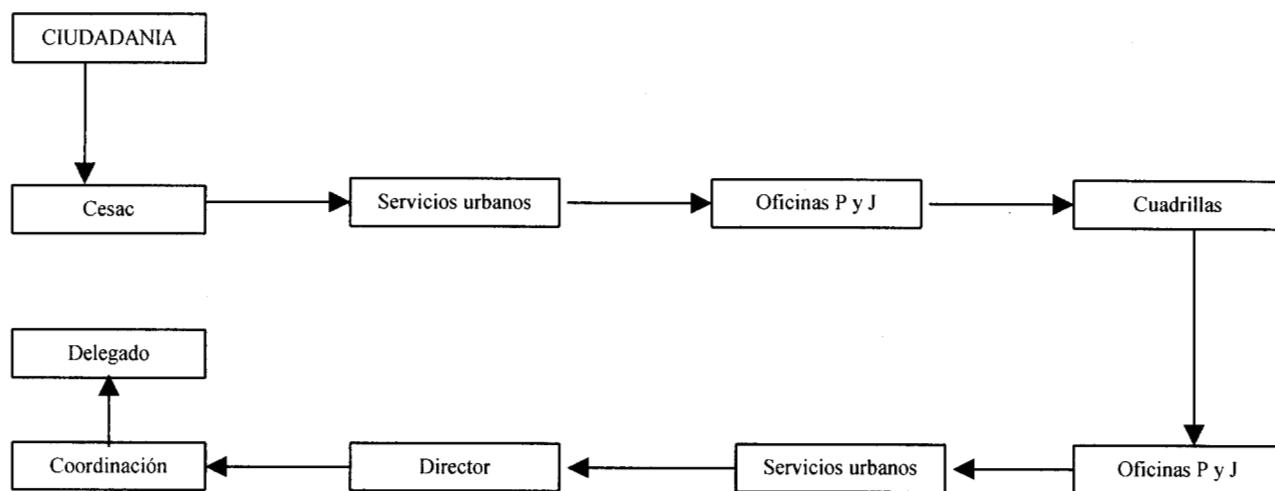 CIUDADANIA
Cesac
Servicios urbanos
Oficinas P y J
Cuadrillas
Delegado
Coordinación
Director
Servicios urbanos
Oficinas P y J